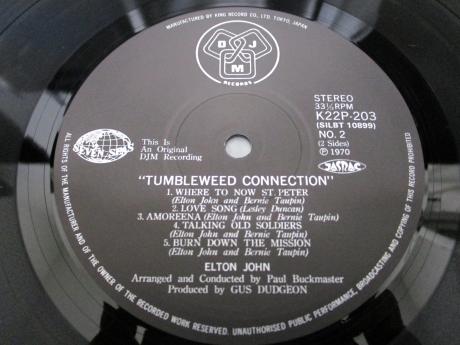 MANUFACTURED BY KING RECORD CO., LTD. TOKYO, JAPAN
DJM
RECORDS
STEREO
33⅓ RPM
K22P-203
(SILBT 10899)
NO. 2
(2 Sides)
Ⓟ 1970
JASRAC
SEVEN SEAS
This Is
An Original
DJM Recording
"TUMBLEWEED CONNECTION"
1. WHERE TO NOW ST. PETER
(Elton John and Bernie Taupin)
2. LOVE SONG (Lesley Duncan)
3. AMOREENA (Elton John and Bernie Taupin)
4. TALKING OLD SOLDIERS
(Elton John and Bernie Taupin)
5. BURN DOWN THE MISSION
(Elton John and Bernie Taupin)
ELTON JOHN
Arranged and Conducted by Paul Buckmaster
Produced by GUS DUDGEON
ALL RIGHTS OF THE MANUFACTURER AND OF THE OWNER OF THE RECORDED WORK RESERVED. UNAUTHORISED PUBLIC PERFORMANCE, BROADCASTING AND COPYING OF THIS RECORD PROHIBITED